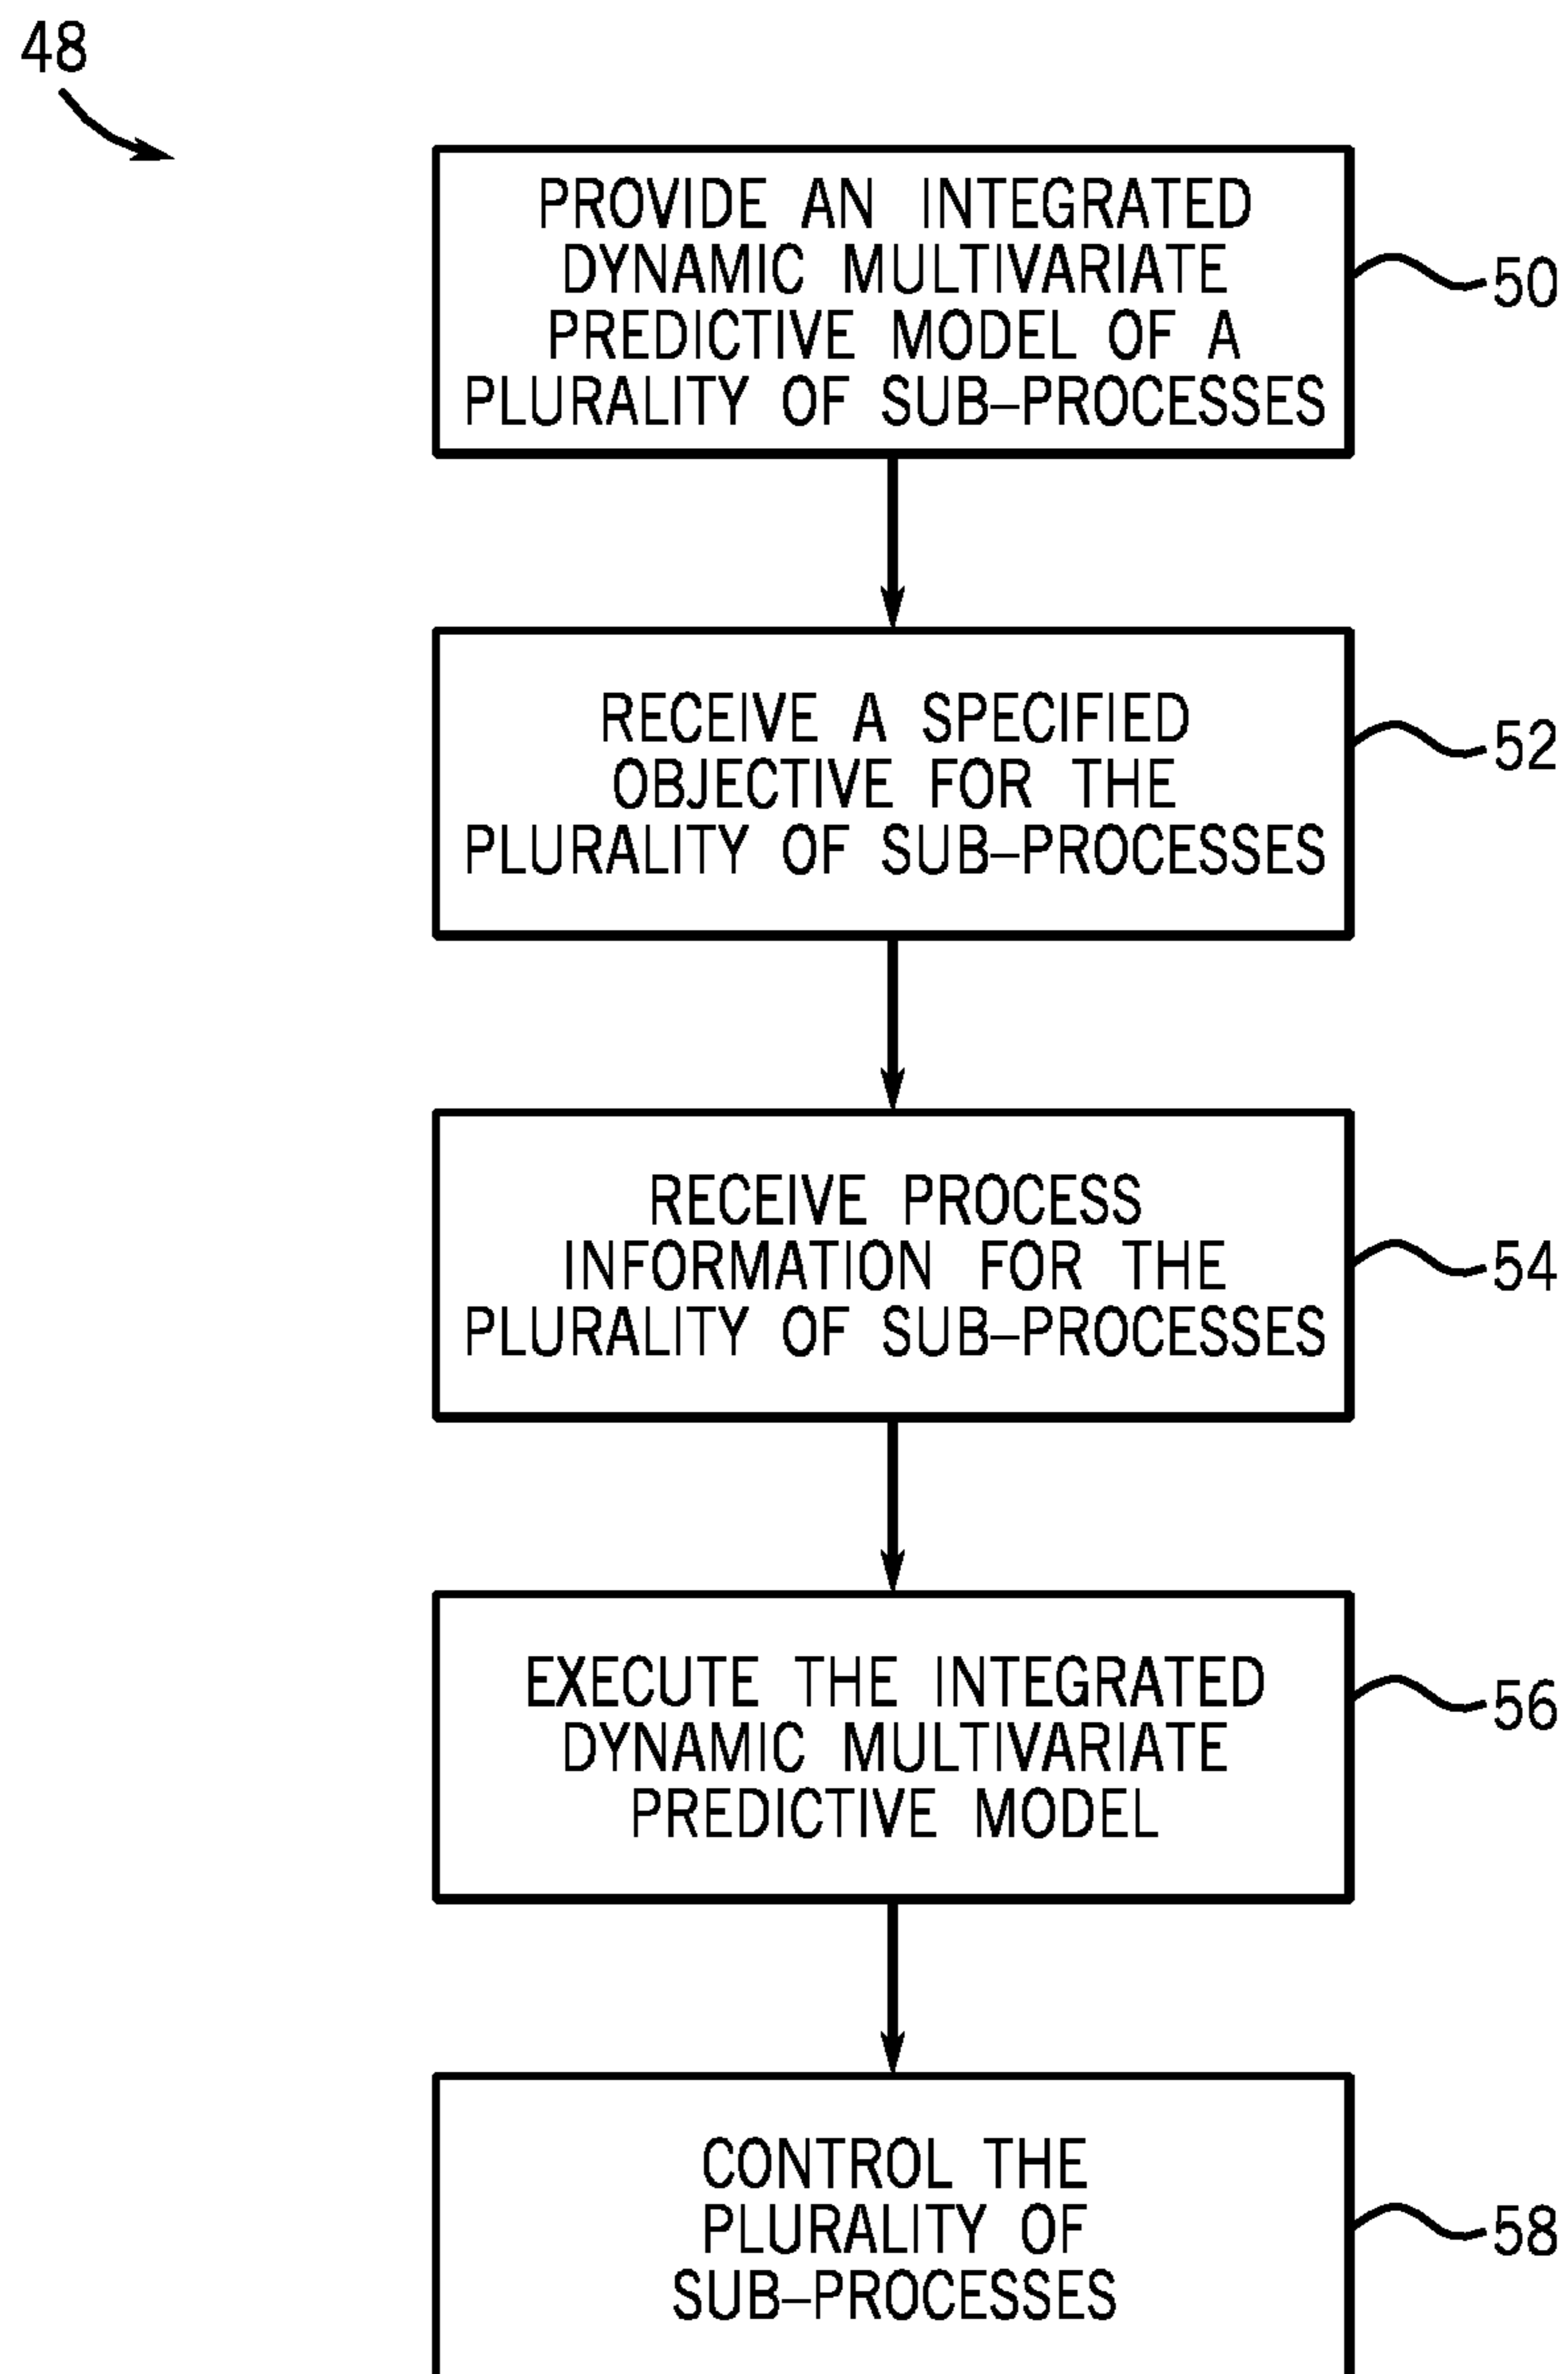 48
PROVIDE AN INTEGRATED
DYNAMIC MULTIVARIATE
PREDICTIVE MODEL OF A
PLURALITY OF SUB–PROCESSES
50
RECEIVE A SPECIFIED
OBJECTIVE FOR THE
PLURALITY OF SUB–PROCESSES
52
RECEIVE PROCESS
INFORMATION FOR THE
PLURALITY OF SUB–PROCESSES
54
EXECUTE THE INTEGRATED
DYNAMIC MULTIVARIATE
PREDICTIVE MODEL
56
CONTROL THE
PLURALITY OF
SUB–PROCESSES
58